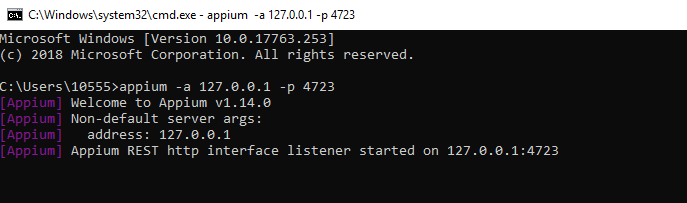 C:\Windows\system32\cmd.exe - appium -a 127.0.0.1 -p 4723
Microsoft Windows [Version 10.0.17763.253]
(c) 2018 Microsoft Corporation. All rights reserved.
C:\Users\10555>appium -a 127.0.0.1 -p 4723
[Appium] Welcome to Appium v1.14.0
[Appium] Non-default server args:
[Appium]   address: 127.0.0.1
[Appium] Appium REST http interface listener started on 127.0.0.1:4723